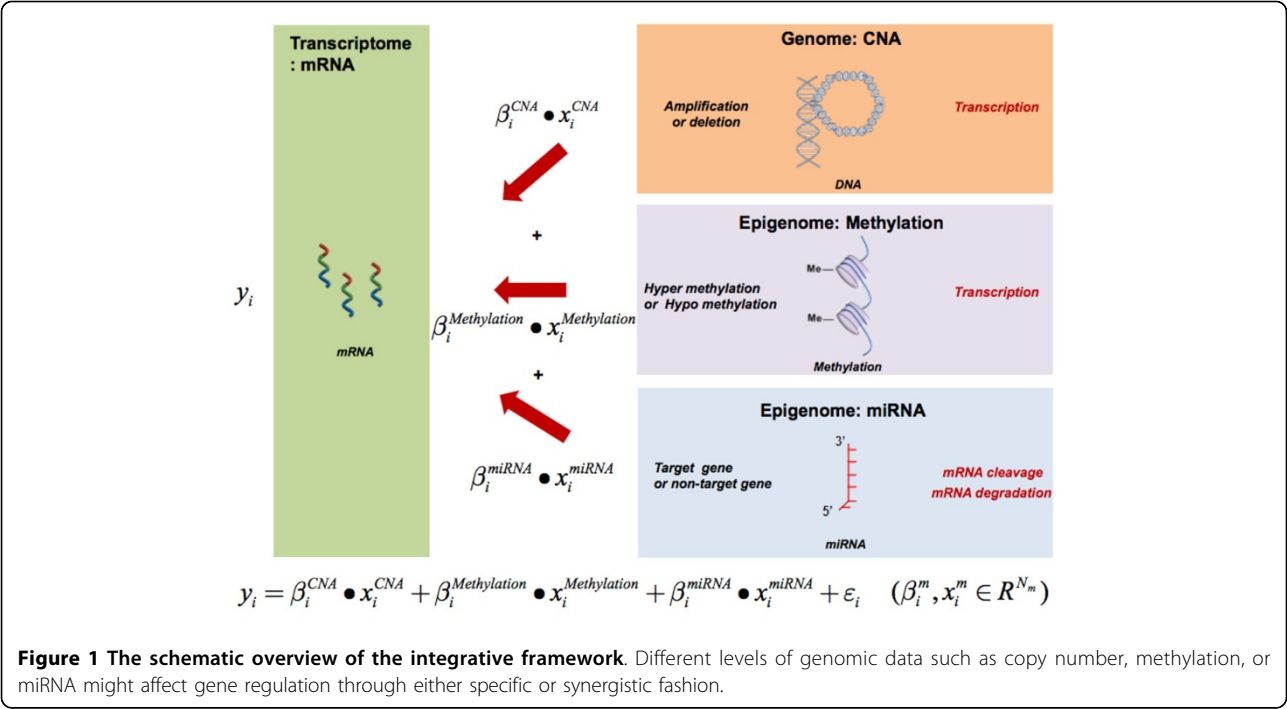 Transcriptome
: mRNA
y_i
mRNA
β_i^{CNA} • x_i^{CNA}
+
β_i^{Methylation} • x_i^{Methylation}
+
β_i^{miRNA} • x_i^{miRNA}
Genome: CNA
Amplification
or deletion
Transcription
DNA
Epigenome: Methylation
Me
Hyper methylation
or Hypo methylation
Transcription
Me
Methylation
Epigenome: miRNA
3’
Target gene
or non-target gene
mRNA cleavage
mRNA degradation
5’
miRNA
y_i = β_i^{CNA} • x_i^{CNA} + β_i^{Methylation} • x_i^{Methylation} + β_i^{miRNA} • x_i^{miRNA} + ε_i (β_i^m, x_i^m ∈ R^{N_m})
Figure 1 The schematic overview of the integrative framework. Different levels of genomic data such as copy number, methylation, or
miRNA might affect gene regulation through either specific or synergistic fashion.